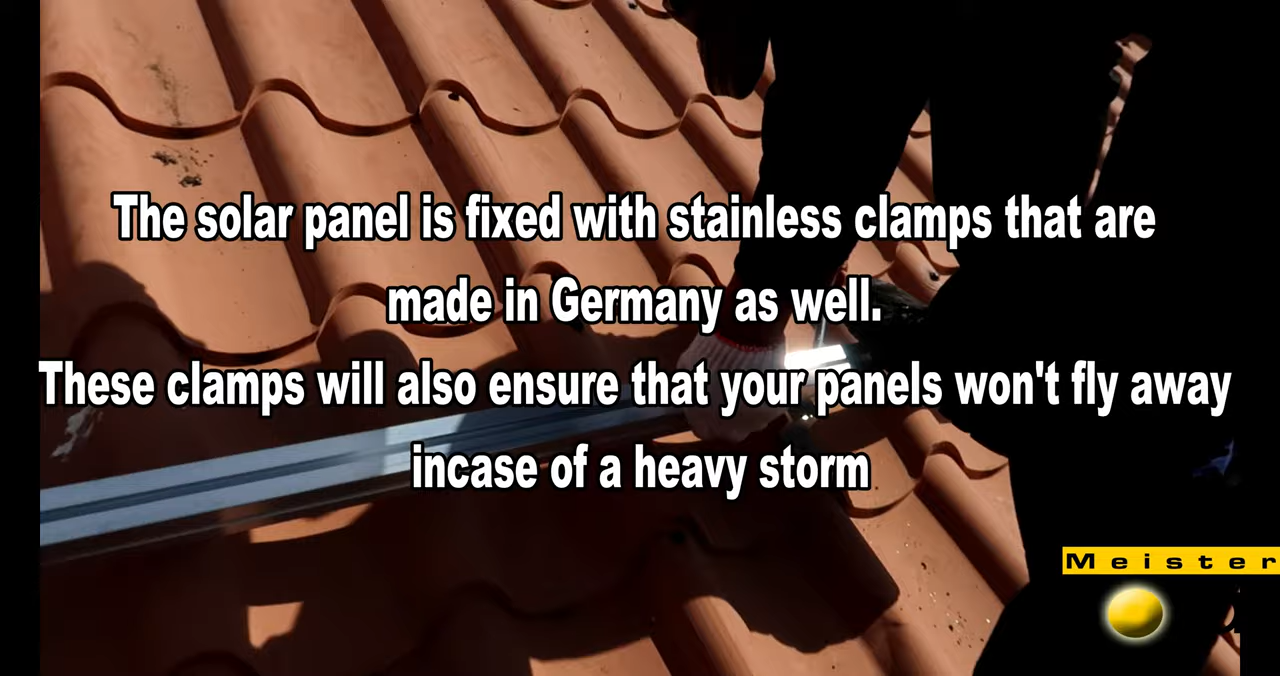 The solar panel is fixed with stainless clamps that are
made in Germany as well.
These clamps will also ensure that your panels won't fly away
incase of a heavy storm
Meister